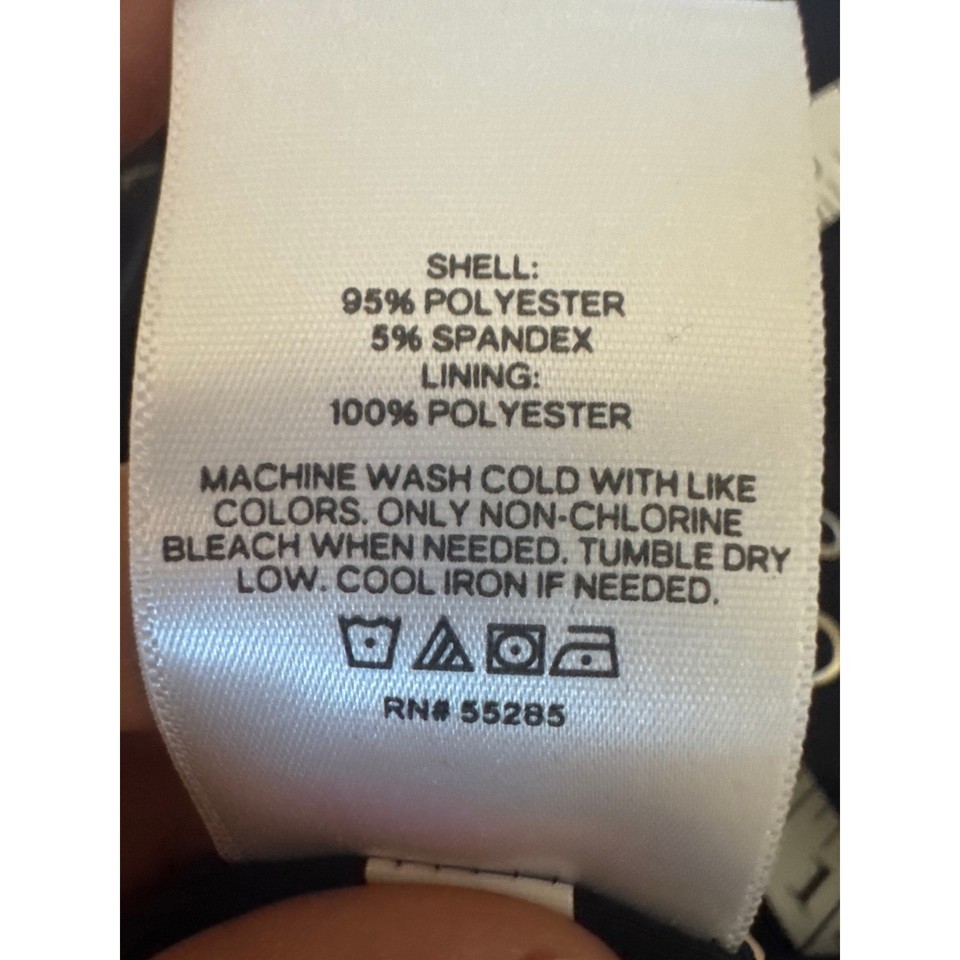 SHELL:
95% POLYESTER
5% SPANDEX
LINING:
100% POLYESTER
MACHINE WASH COLD WITH LIKE
COLORS. ONLY NON-CHLORINE
BLEACH WHEN NEEDED. TUMBLE DRY
LOW. COOL IRON IF NEEDED.
RN# 55285
1